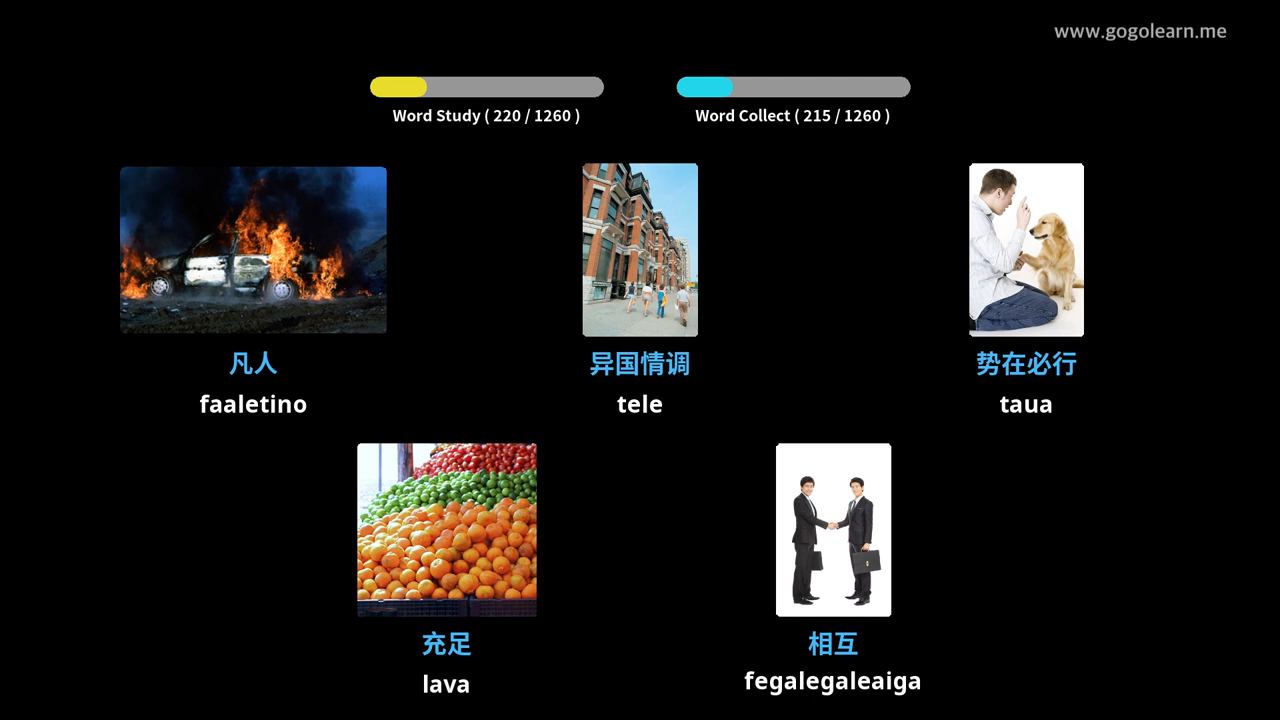 www.gogolearn.me
Word Study ( 220 / 1260 )
Word Collect ( 215 / 1260 )
凡人
异国情调
势在必行
faaletino
tele
taua
充足
相互
lava
fegalegaleaiga